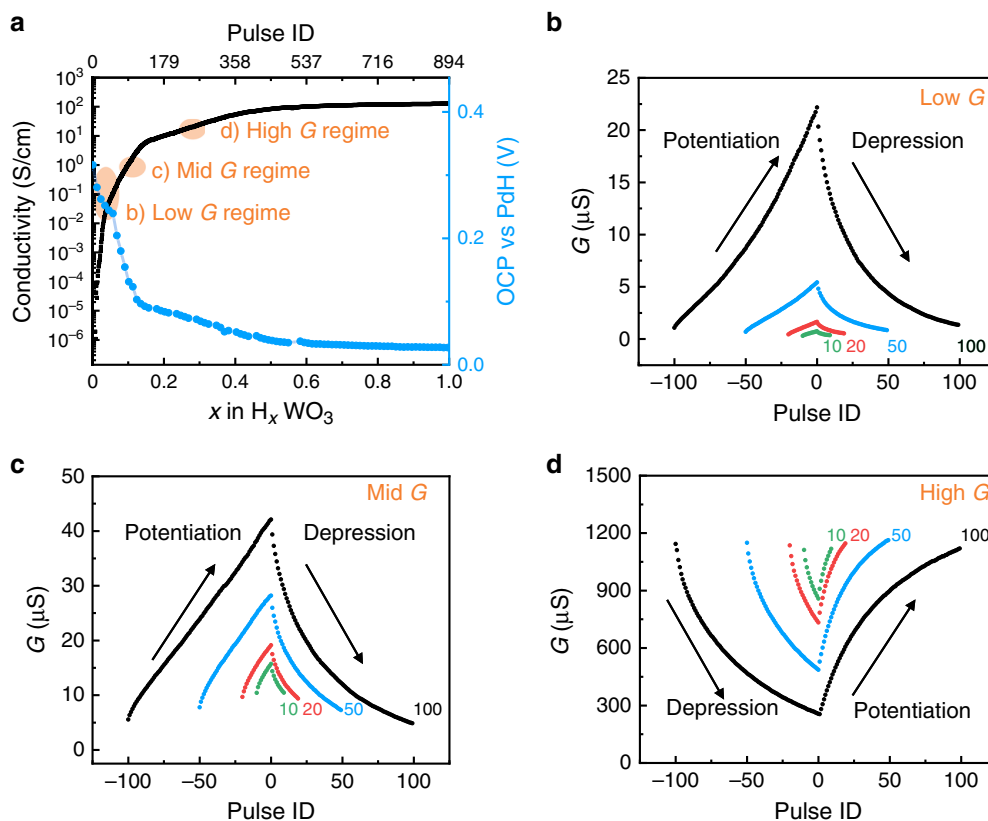 a
Pulse ID
0 179 358 537 716 894
10³
10²
10¹
10⁰
10⁻¹
10⁻²
10⁻³
10⁻⁴
10⁻⁵
10⁻⁶
Conductivity (S/cm)
d) High G regime
c) Mid G regime
b) Low G regime
0.4
0.2
0.0
OCP vs PdH (V)
0 0.2 0.4 0.6 0.8 1.0
x in HₓWO₃
b
25
20
15
10
5
0
G (µS)
Low G
Potentiation
Depression
10 20 50 100
−100 −50 0 50 100
Pulse ID
c
50
40
30
20
10
0
G (µS)
Mid G
Potentiation
Depression
10 20 50 100
−100 −50 0 50 100
Pulse ID
d
1500
1200
900
600
300
0
G (µS)
High G
10 20 50 100
Depression
Potentiation
−100 −50 0 50 100
Pulse ID